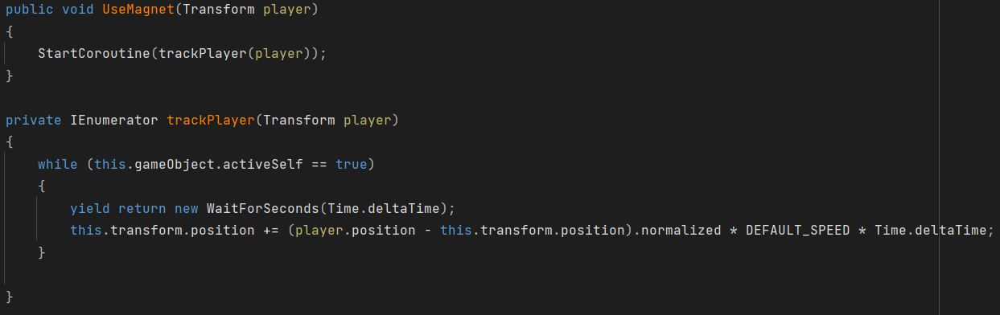 public void UseMagnet(Transform player)
{
    StartCoroutine(trackPlayer(player));
}
private IEnumerator trackPlayer(Transform player)
{
    while (this.gameObject.activeSelf == true)
    {
        yield return new WaitForSeconds(Time.deltaTime);
        this.transform.position += (player.position - this.transform.position).normalized * DEFAULT_SPEED * Time.deltaTime;
    }
}